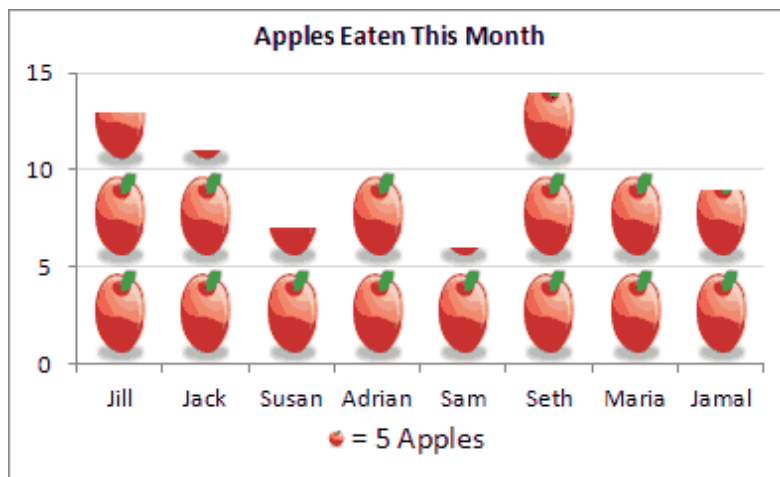 Apples Eaten This Month
15
10
5
0
Jill Jack Susan Adrian Sam Seth Maria Jamal
= 5 Apples